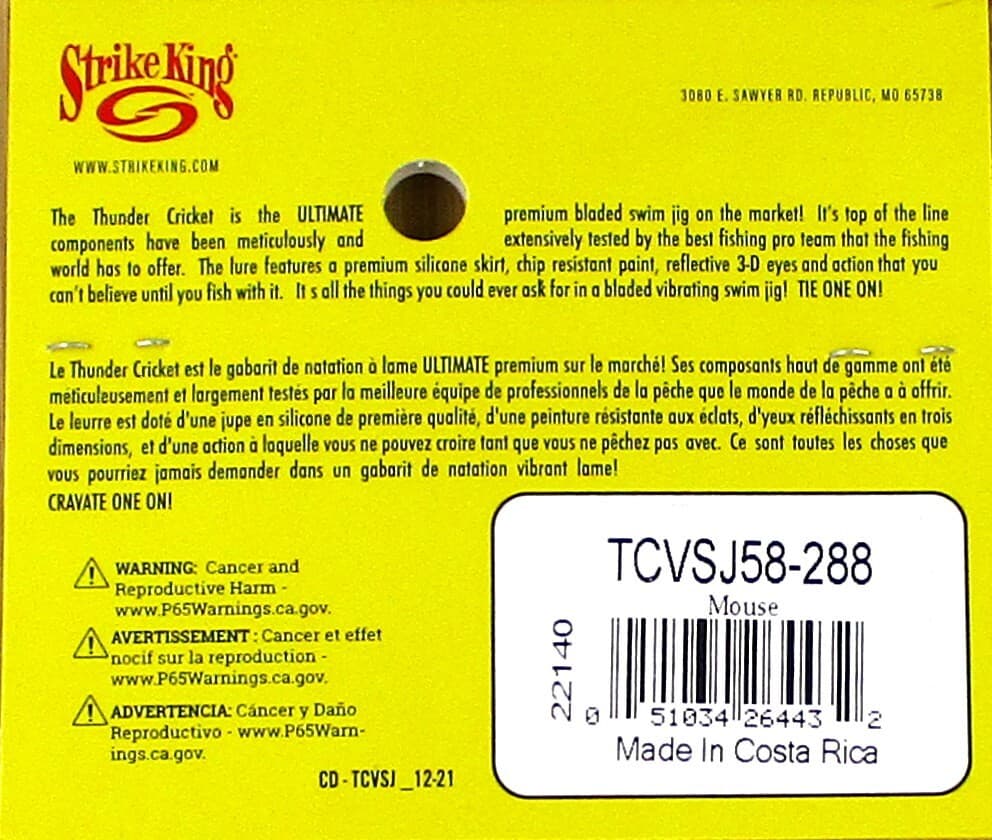 Strike King
3080 E. SAWYER RD. REPUBLIC, MO 65738
WWW.STRIKEKING.COM
The Thunder Cricket is the ULTIMATE premium bladed swim jig on the market! It's top of the line
components have been meticulously and extensively tested by the best fishing pro team that the fishing
world has to offer. The lure features a premium silicone skirt, chip resistant paint, reflective 3-D eyes and action that you
can't believe until you fish with it. It s all the things you could ever ask for in a bladed vibrating swim jig! TIE ONE ON!
Le Thunder Cricket est le gabarit de natation à lame ULTIMATE premium sur le marché! Ses composants haut de gamme ont été
méticuleusement et largement testés par la meilleure équipe de professionnels de la pêche que le monde de la pêche a à offrir.
Le leurre est doté d'une jupe en silicone de première qualité, d'une peinture résistante aux éclats, d'yeux réfléchissants en trois
dimensions, et d'une action à laquelle vous ne pouvez croire tant que vous ne pêchez pas avec. Ce sont toutes les choses que
vous pourriez jamais demander dans un gabarit de natation vibrant lame!
CRAVATE ONE ON!
WARNING: Cancer and
Reproductive Harm -
www.P65Warnings.ca.gov.
AVERTISSEMENT : Cancer et effet
nocif sur la reproduction -
www.P65Warnings.ca.gov.
ADVERTENCIA: Cáncer y Daño
Reproductivo - www.P65Warn-
ings.ca.gov.
CD - TCVSJ _12-21
TCVSJ58-288
Mouse
22140
0 51034 26443 2
Made In Costa Rica